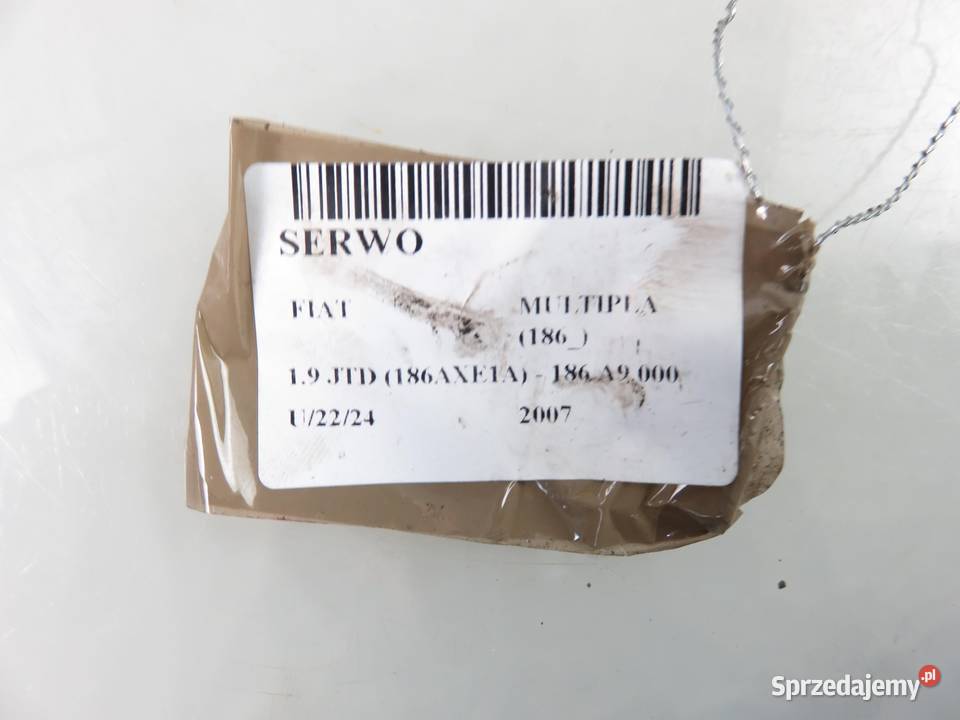 SERWO
FIAT MULTIPLA
(186_)
1.9 JTD (186AXE1A) - 186 A9.000
U/22/24 2007
Sprzedajemy.pl